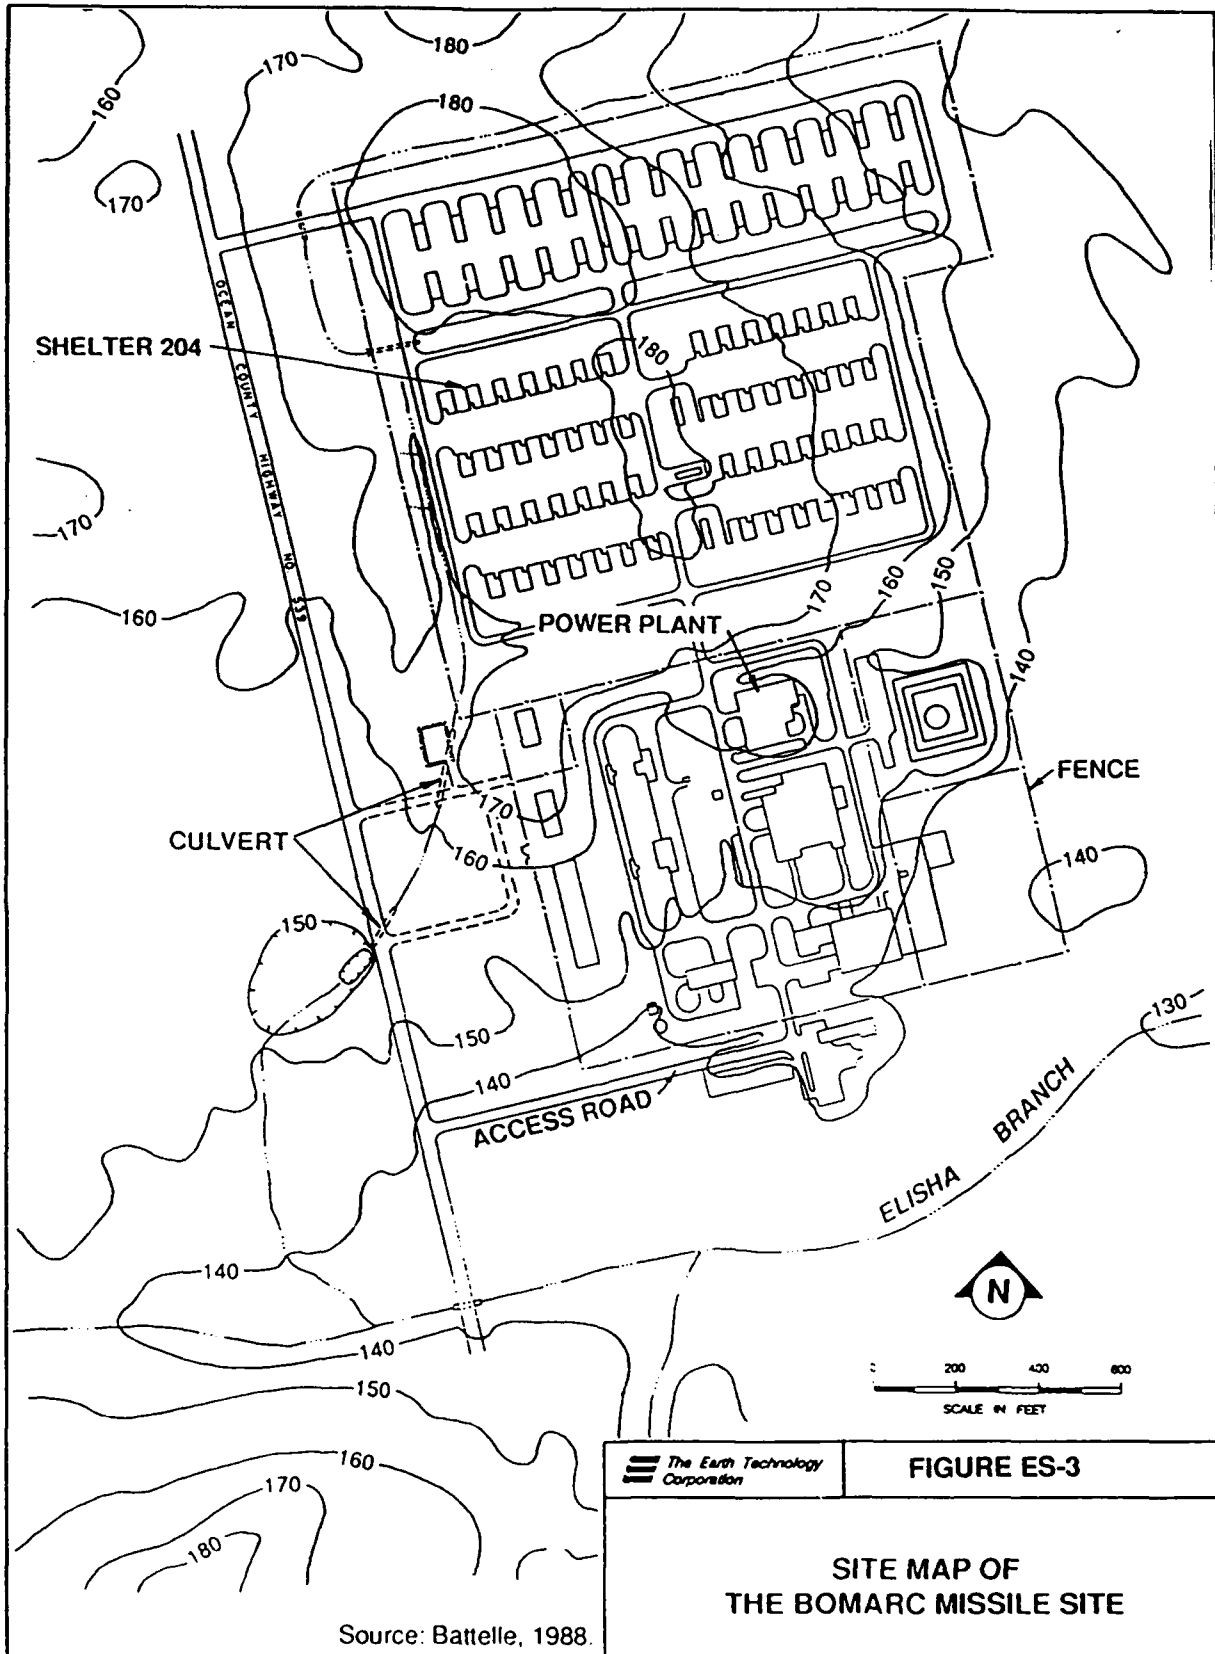 180
170
160
180
170
OCEAN COUNTY HIGHWAY NO 539
SHELTER 204
180
170
160
POWER PLANT
170
160
150
140
FENCE
CULVERT
170
160
140
150
150
130
140
ACCESS ROAD
ELISHA BRANCH
140
N
140
150
200
SCALE IN FEET
160
170
180
The Earth Technology
Corporation
FIGURE ES-3
SITE MAP OF
THE BOMARC MISSILE SITE
Source: Battelle, 1988.